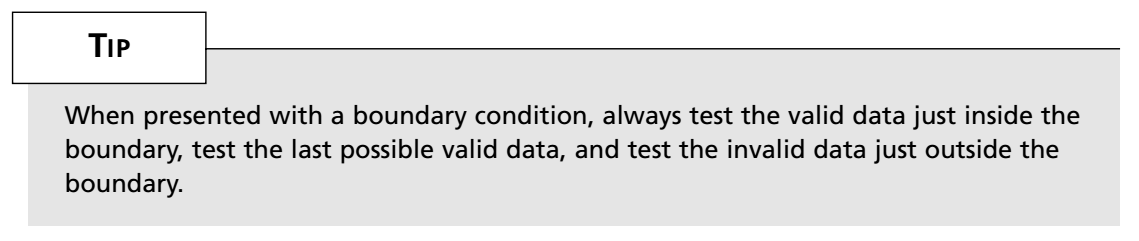 TIP
When presented with a boundary condition, always test the valid data just inside the
boundary, test the last possible valid data, and test the invalid data just outside the
boundary.